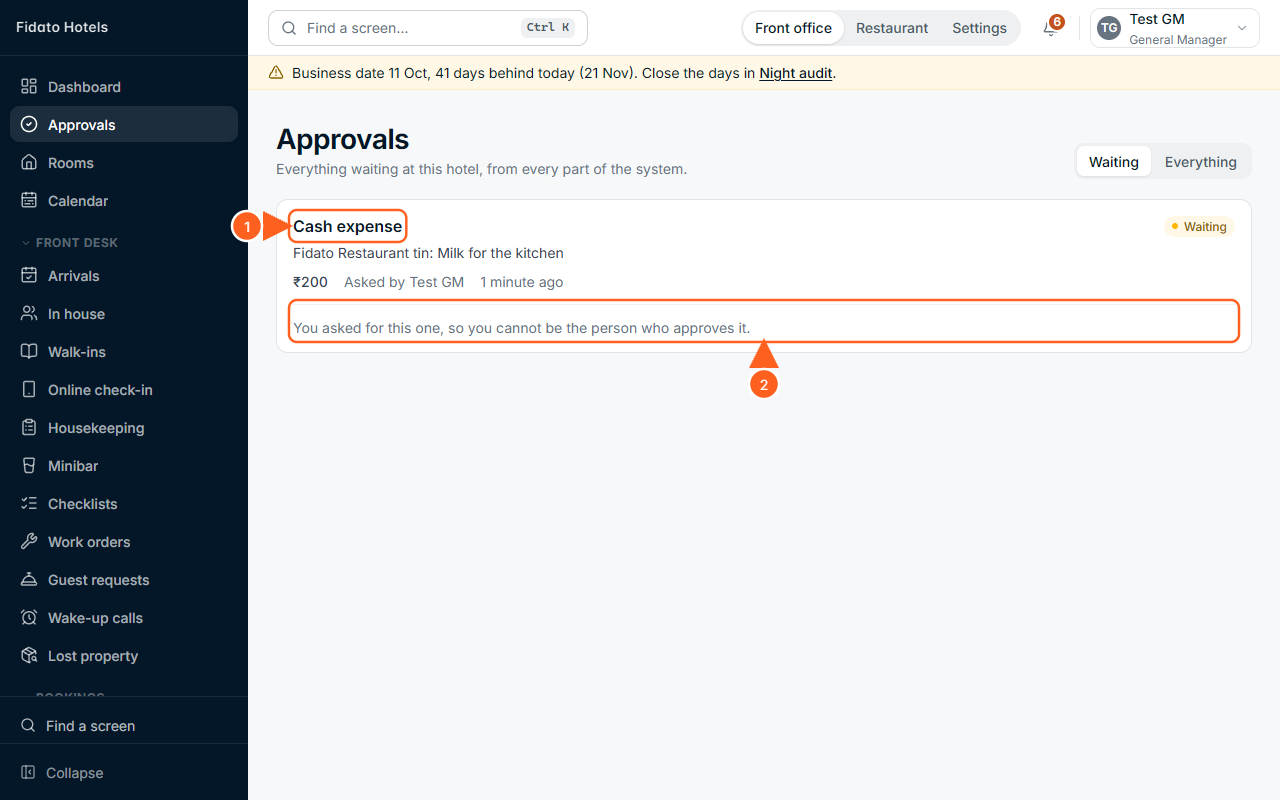 Fidato Hotels
Find a screen...
Ctrl K
Front office
Restaurant
Settings
6
TG
Test GM
General Manager
Business date 11 Oct, 41 days behind today (21 Nov). Close the days in Night audit.
Dashboard
Approvals
Rooms
Calendar
FRONT DESK
Arrivals
In house
Walk-ins
Online check-in
Housekeeping
Minibar
Checklists
Work orders
Guest requests
Wake-up calls
Lost property
BOOKINGS
Find a screen
Collapse
Approvals
Everything waiting at this hotel, from every part of the system.
Waiting
Everything
1
Cash expense
Waiting
Fidato Restaurant tin: Milk for the kitchen
₹200 Asked by Test GM 1 minute ago
You asked for this one, so you cannot be the person who approves it.
2